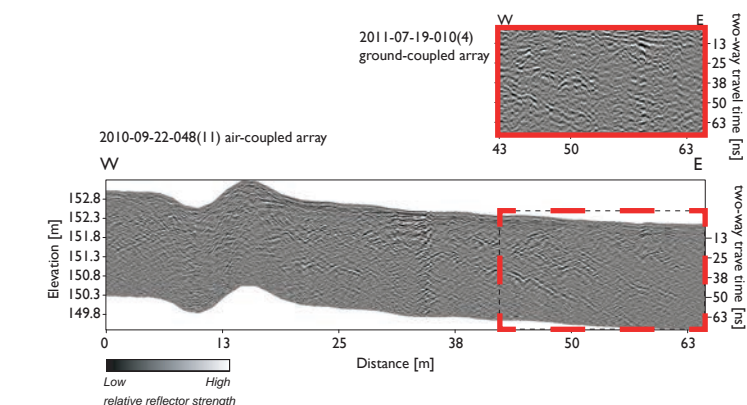 W E
2011-07-19-010(4)
ground-coupled array
13
25
38
50
63
two-way travel time [ns]
43 50 63
2010-09-22-048(11) air-coupled array
W E
152.8
152.3
151.8
151.3
150.8
150.3
149.8
Elevation [m]
13
25
38
50
63
two-way trave time [ns]
0 13 25 38 50 63
Distance [m]
Low High
relative reflector strength